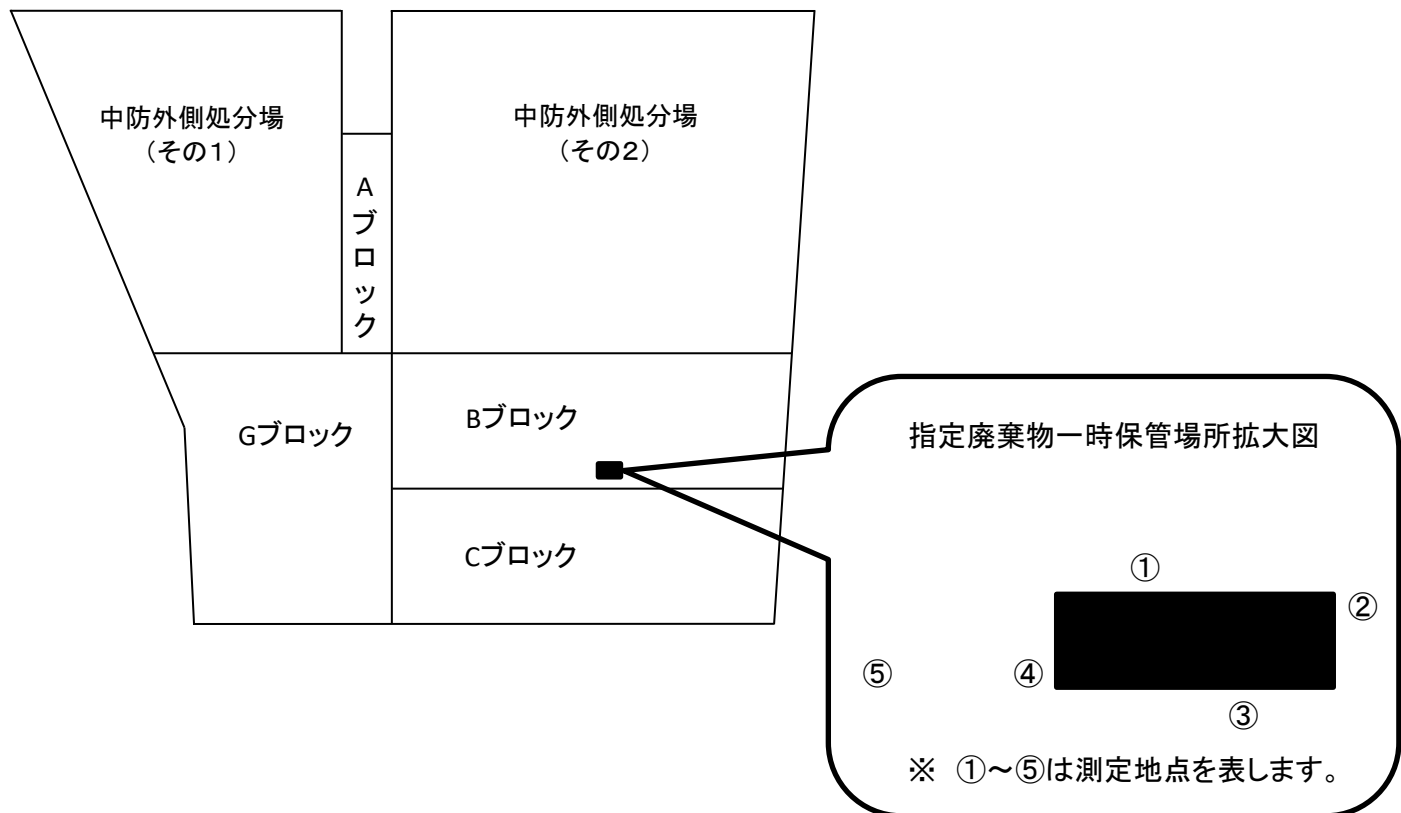 中防外側処分場
（その１）
中防外側処分場
（その２）
Aブロック
Gブロック
Bブロック
Cブロック
指定廃棄物一時保管場所拡大図
①
②
③
④
⑤
※ ①～⑤は測定地点を表します。